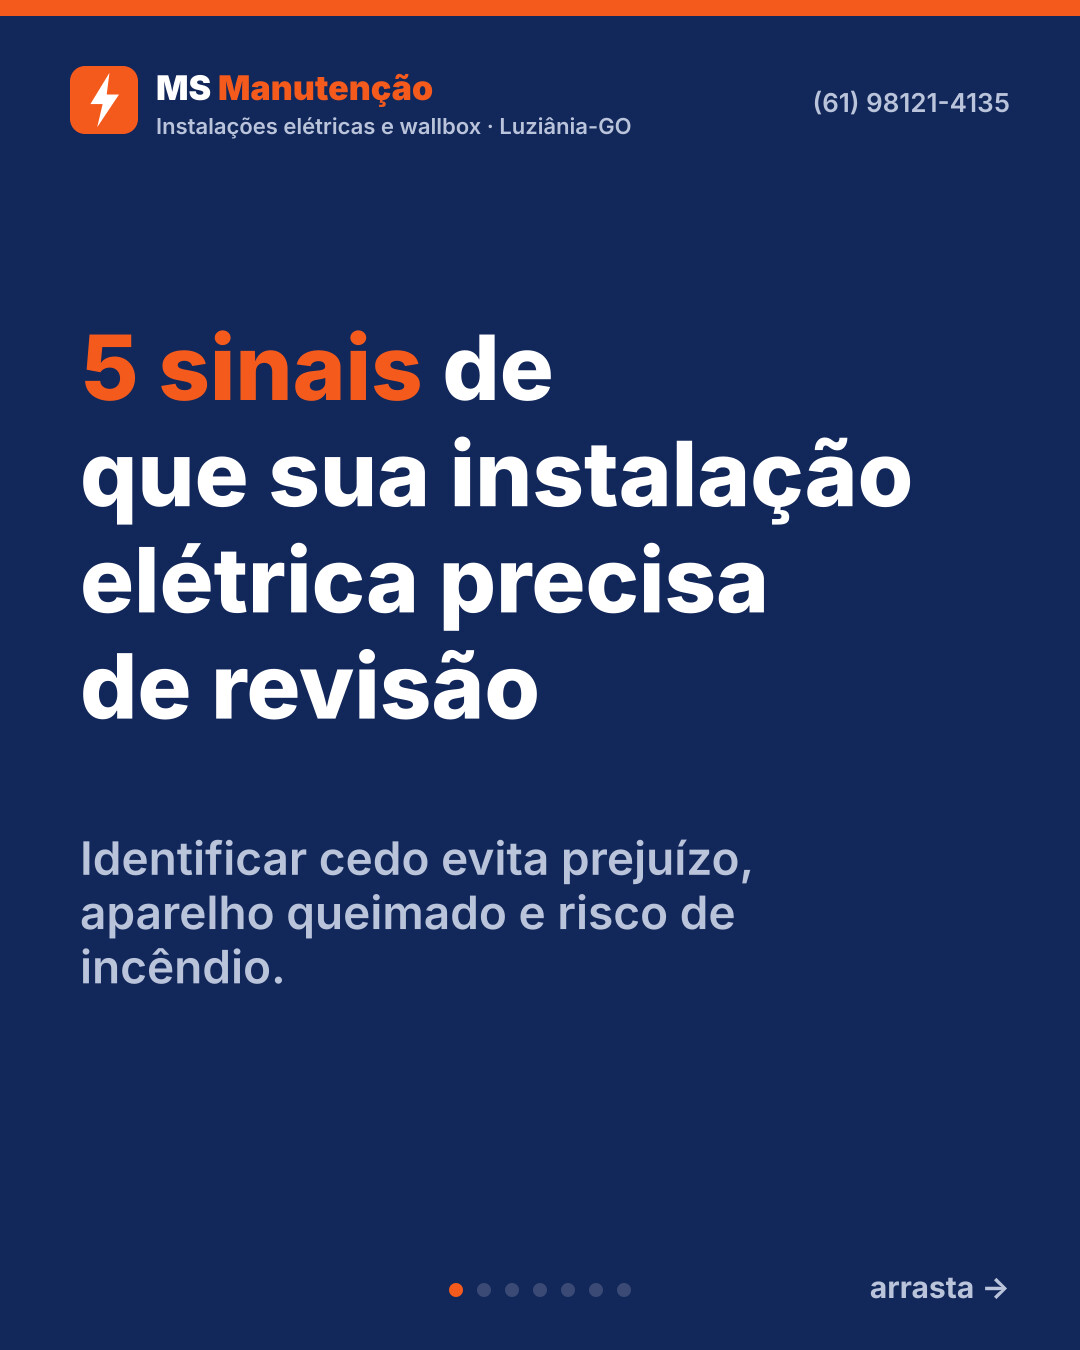 MS Manutenção
Instalações elétricas e wallbox · Luziânia-GO
(61) 98121-4135
5 sinais de
que sua instalação
elétrica precisa
de revisão
Identificar cedo evita prejuízo,
aparelho queimado e risco de
incêndio.
arrasta →